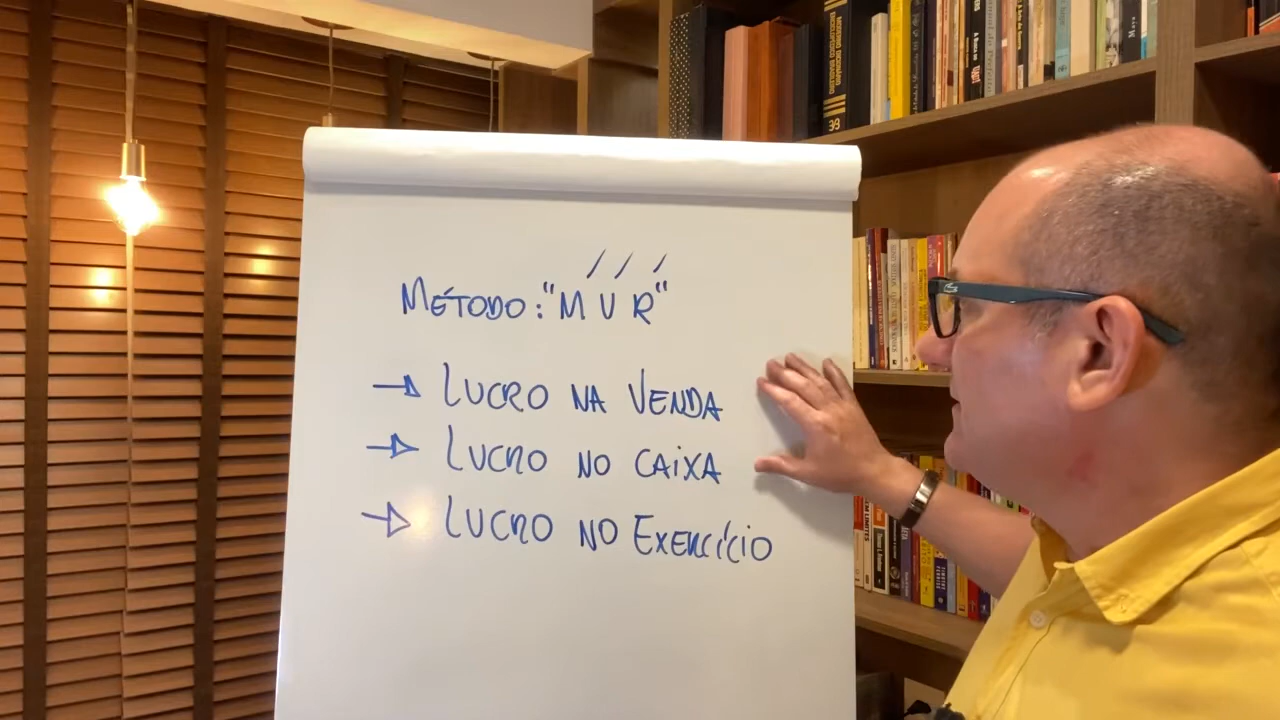 MÉTODO: "M U R"
→ LUCRO NA VENDA
→ LUCRO NO CAIXA
→ LUCRO NO EXERCÍCIO